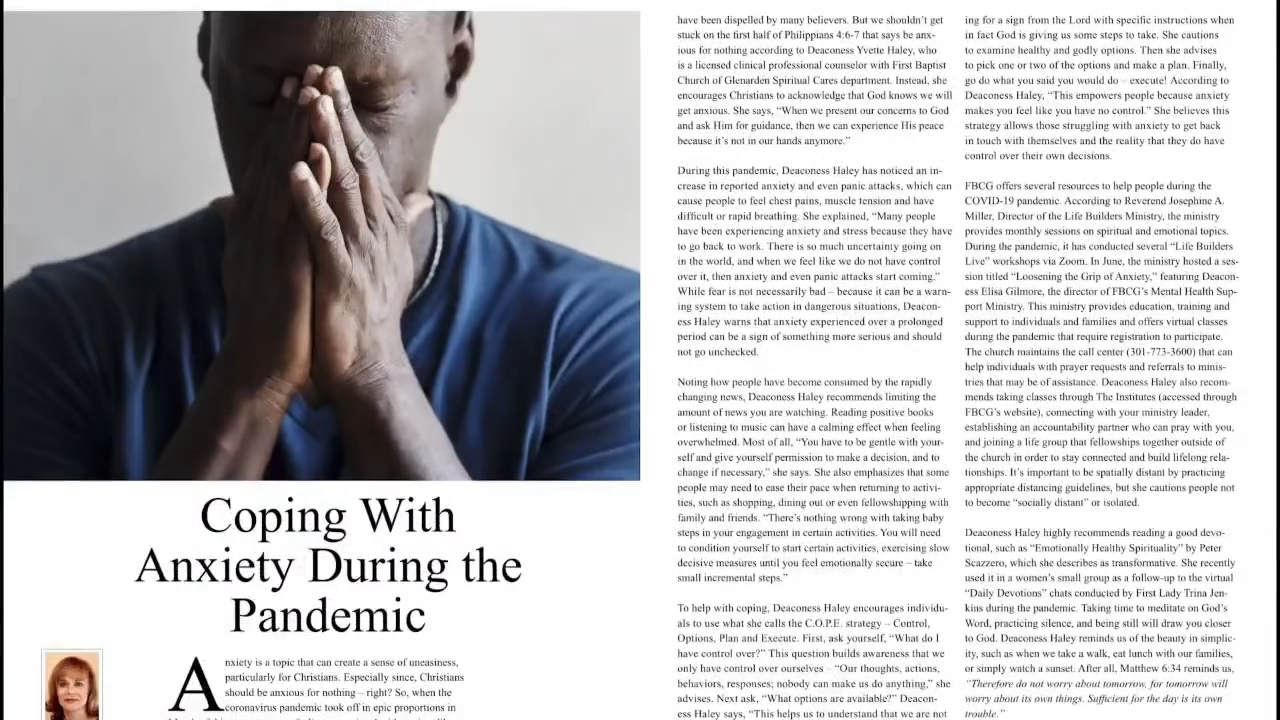 Coping With
Anxiety During the
Pandemic
Anxiety is a topic that can create a sense of uneasiness,
particularly for Christians. Especially since, Christians
should be anxious for nothing – right? So, when the
coronavirus pandemic took off in epic proportions in
have been dispelled by many believers. But we shouldn't get
stuck on the first half of Philippians 4:6-7 that says be anx-
ious for nothing according to Deaconess Yvette Haley, who
is a licensed clinical professional counselor with First Baptist
Church of Glenarden Spiritual Cares department. Instead, she
encourages Christians to acknowledge that God knows we will
get anxious. She says, “When we present our concerns to God
and ask Him for guidance, then we can experience His peace
because it's not in our hands anymore.”
During this pandemic, Deaconess Haley has noticed an in-
crease in reported anxiety and even panic attacks, which can
cause people to feel chest pains, muscle tension and have
difficult or rapid breathing. She explained, “Many people
have been experiencing anxiety and stress because they have
to go back to work. There is so much uncertainty going on
in the world, and when we feel like we do not have control
over it, then anxiety and even panic attacks start coming.”
While fear is not necessarily bad – because it can be a warn-
ing system to take action in dangerous situations, Deacon-
ess Haley warns that anxiety experienced over a prolonged
period can be a sign of something more serious and should
not go unchecked.
Noting how people have become consumed by the rapidly
changing news, Deaconess Haley recommends limiting the
amount of news you are watching. Reading positive books
or listening to music can have a calming effect when feeling
overwhelmed. Most of all, “You have to be gentle with your-
self and give yourself permission to make a decision, and to
change if necessary,” she says. She also emphasizes that some
people may need to ease their pace when returning to activi-
ties, such as shopping, dining out or even fellowshipping with
family and friends. “There's nothing wrong with taking baby
steps in your engagement in certain activities. You will need
to condition yourself to start certain activities, exercising slow
decisive measures until you feel emotionally secure – take
small incremental steps.”
To help with coping, Deaconess Haley encourages individu-
als to use what she calls the C.O.P.E. strategy – Control,
Options, Plan and Execute. First, ask yourself, “What do I
have control over?” This question builds awareness that we
only have control over ourselves – “Our thoughts, actions,
behaviors, responses; nobody can make us do anything,” she
advises. Next ask, “What options are available?” Deacon-
ess Haley says, “This helps us to understand that we are not
ing for a sign from the Lord with specific instructions when
in fact God is giving us some steps to take. She cautions
to examine healthy and godly options. Then she advises
to pick one or two of the options and make a plan. Finally,
go do what you said you would do – execute! According to
Deaconess Haley, “This empowers people because anxiety
makes you feel like you have no control.” She believes this
strategy allows those struggling with anxiety to get back
in touch with themselves and the reality that they do have
control over their own decisions.
FBCG offers several resources to help people during the
COVID-19 pandemic. According to Reverend Josephine A.
Miller, Director of the Life Builders Ministry, the ministry
provides monthly sessions on spiritual and emotional topics.
During the pandemic, it has conducted several “Life Builders
Live” workshops via Zoom. In June, the ministry hosted a ses-
sion titled “Loosening the Grip of Anxiety,” featuring Deacon-
ess Elisa Gilmore, the director of FBCG's Mental Health Sup-
port Ministry. This ministry provides education, training and
support to individuals and families and offers virtual classes
during the pandemic that require registration to participate.
The church maintains the call center (301-773-3600) that can
help individuals with prayer requests and referrals to minis-
tries that may be of assistance. Deaconess Haley also recom-
mends taking classes through The Institutes (accessed through
FBCG's website), connecting with your ministry leader,
establishing an accountability partner who can pray with you,
and joining a life group that fellowships together outside of
the church in order to stay connected and build lifelong rela-
tionships. It's important to be spatially distant by practicing
appropriate distancing guidelines, but she cautions people not
to become “socially distant” or isolated.
Deaconess Haley highly recommends reading a good devo-
tional, such as “Emotionally Healthy Spirituality” by Peter
Scazzero, which she describes as transformative. She recently
used it in a women's small group as a follow-up to the virtual
“Daily Devotions” chats conducted by First Lady Trina Jen-
kins during the pandemic. Taking time to meditate on God's
Word, practicing silence, and being still will draw you closer
to God. Deaconess Haley reminds us of the beauty in simplic-
ity, such as when we take a walk, eat lunch with our families,
or simply watch a sunset. After all, Matthew 6:34 reminds us,
“Therefore do not worry about tomorrow, for tomorrow will
worry about its own things. Sufficient for the day is its own
trouble.”